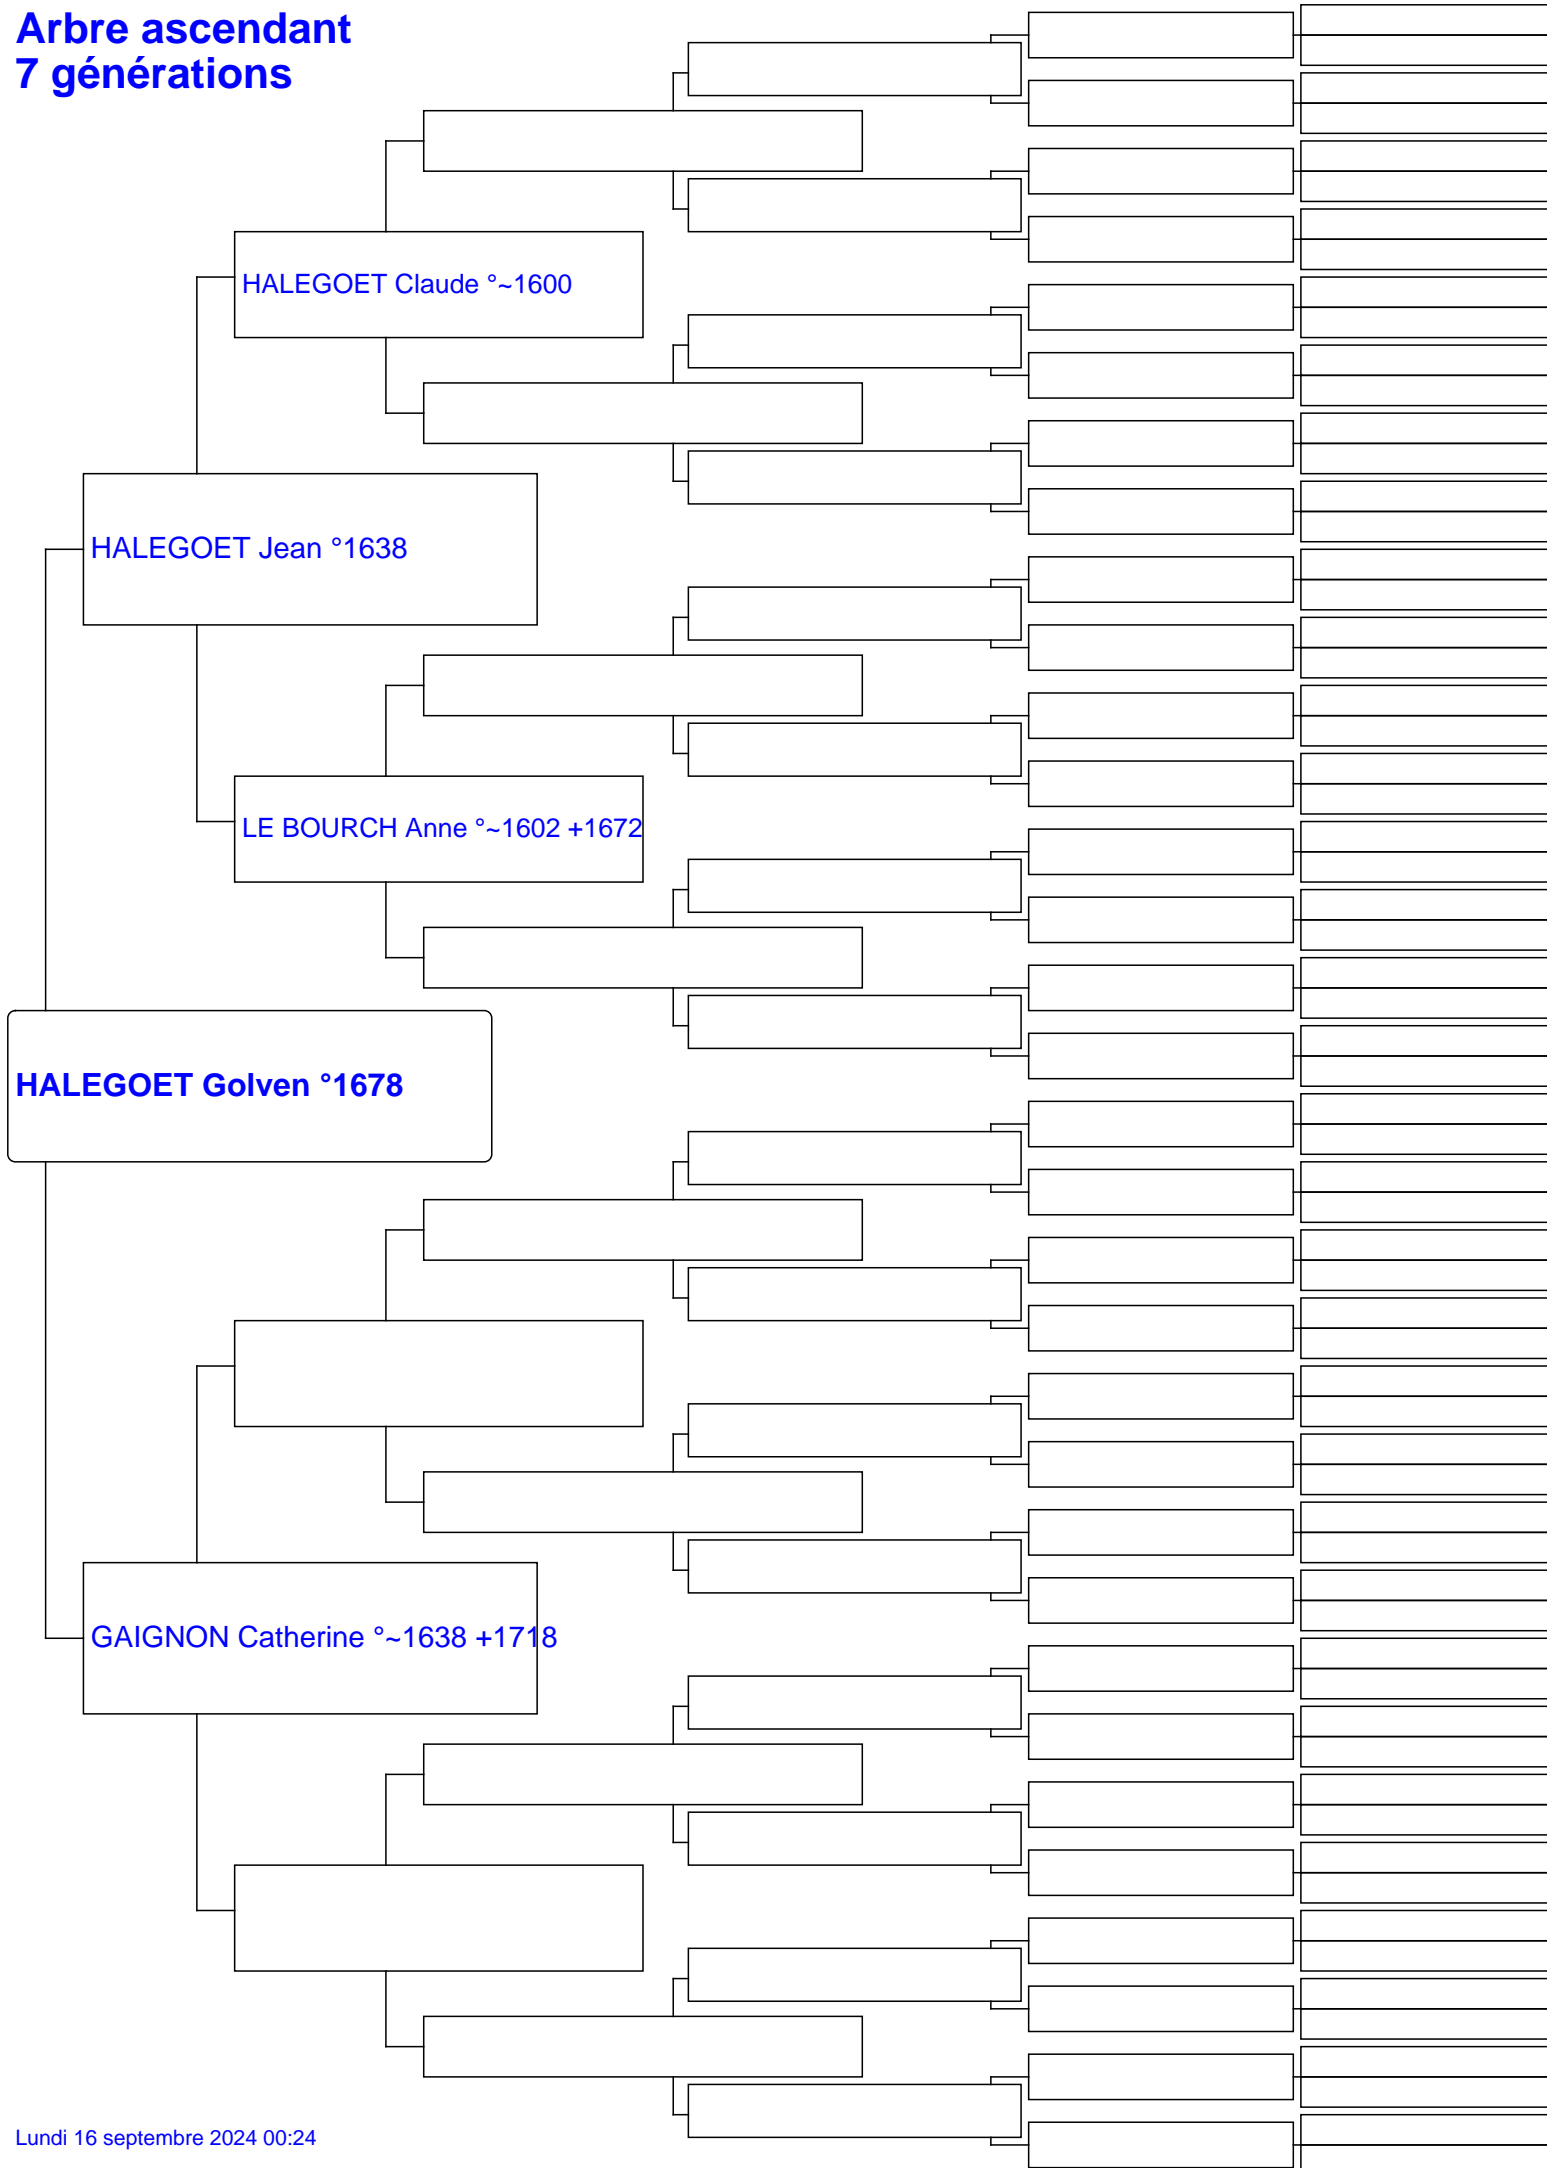 Arbre ascendant
7 générations
HALEGOET Claude °~1600
HALEGOET Jean °1638
LE BOURCH Anne °~1602 +1672
HALEGOET Golven °1678
GAIGNON Catherine °~1638 +1718
Lundi 16 septembre 2024 00:24